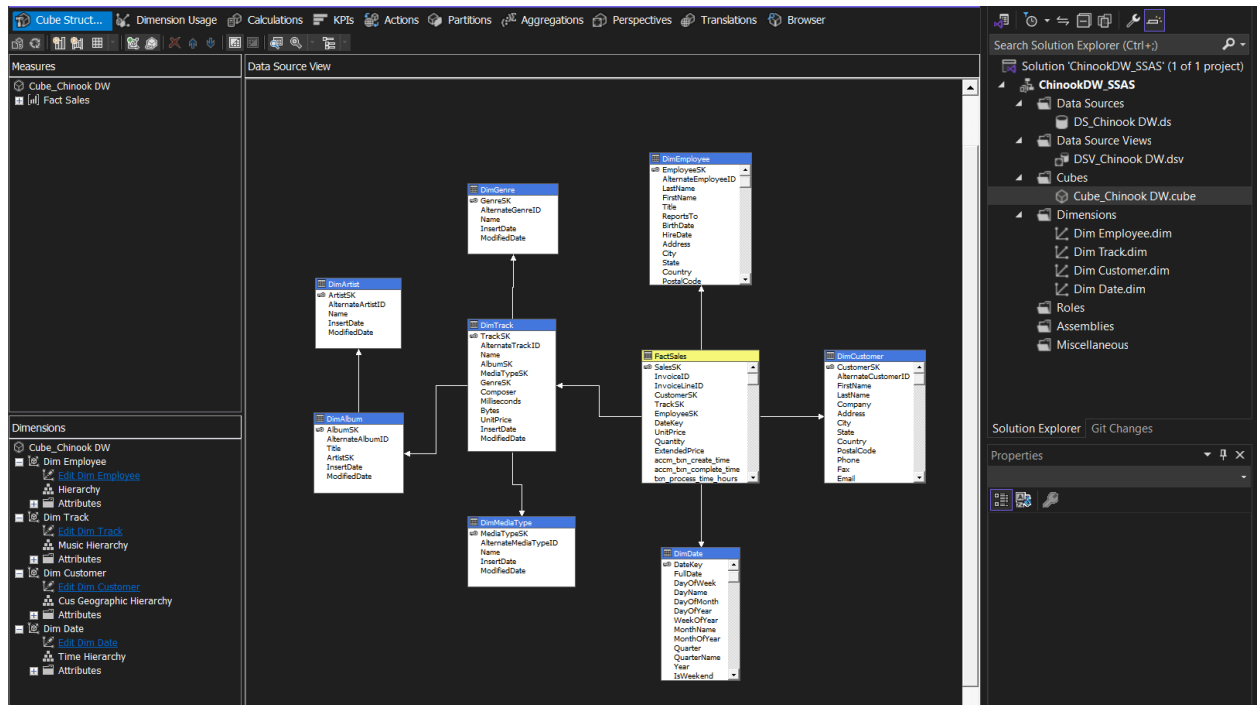 Cube Struct... Dimension Usage Calculations KPIs Actions Partitions Aggregations Perspectives Translations Browser
Measures
Cube_Chinook DW
Fact Sales
Data Source View
DimEmployee
EmployeeSK
AlternateEmployeeID
LastName
FirstName
Title
ReportsTo
BirthDate
HireDate
Address
City
State
Country
PostalCode
DimGenre
GenreSK
AlternateGenreID
Name
InsertDate
ModifiedDate
DimArtist
ArtistSK
AlternateArtistID
Name
InsertDate
ModifiedDate
DimTrack
TrackSK
AlternateTrackID
Name
AlbumSK
MediaTypeSK
GenreSK
Composer
Milliseconds
Bytes
UnitPrice
InsertDate
ModifiedDate
FactSales
SalesSK
InvoiceID
InvoiceLineID
CustomerSK
TrackSK
EmployeeSK
DateKey
UnitPrice
Quantity
ExtendedPrice
accm_txn_create_time
accm_txn_complete_time
txn_process_time_hours
DimCustomer
CustomerSK
AlternateCustomerID
FirstName
LastName
Company
Address
City
State
Country
PostalCode
Phone
Fax
Email
DimAlbum
AlbumSK
AlternateAlbumID
Title
ArtistSK
InsertDate
ModifiedDate
DimMediaType
MediaTypeSK
AlternateMediaTypeID
Name
InsertDate
ModifiedDate
DimDate
DateKey
FullDate
DayOfWeek
DayName
DayOfMonth
DayOfYear
WeekOfYear
MonthName
MonthOfYear
Quarter
QuarterName
Year
IsWeekend
Dimensions
Cube_Chinook DW
Dim Employee
Edit Dim Employee
Hierarchy
Attributes
Dim Track
Edit Dim Track
Music Hierarchy
Attributes
Dim Customer
Edit Dim Customer
Cus Geographic Hierarchy
Attributes
Dim Date
Edit Dim Date
Time Hierarchy
Attributes
Search Solution Explorer (Ctrl+;)
Solution 'ChinookDW_SSAS' (1 of 1 project)
ChinookDW_SSAS
Data Sources
DS_Chinook DW.ds
Data Source Views
DSV_Chinook DW.dsv
Cubes
Cube_Chinook DW.cube
Dimensions
Dim Employee.dim
Dim Track.dim
Dim Customer.dim
Dim Date.dim
Roles
Assemblies
Miscellaneous
Solution Explorer Git Changes
Properties